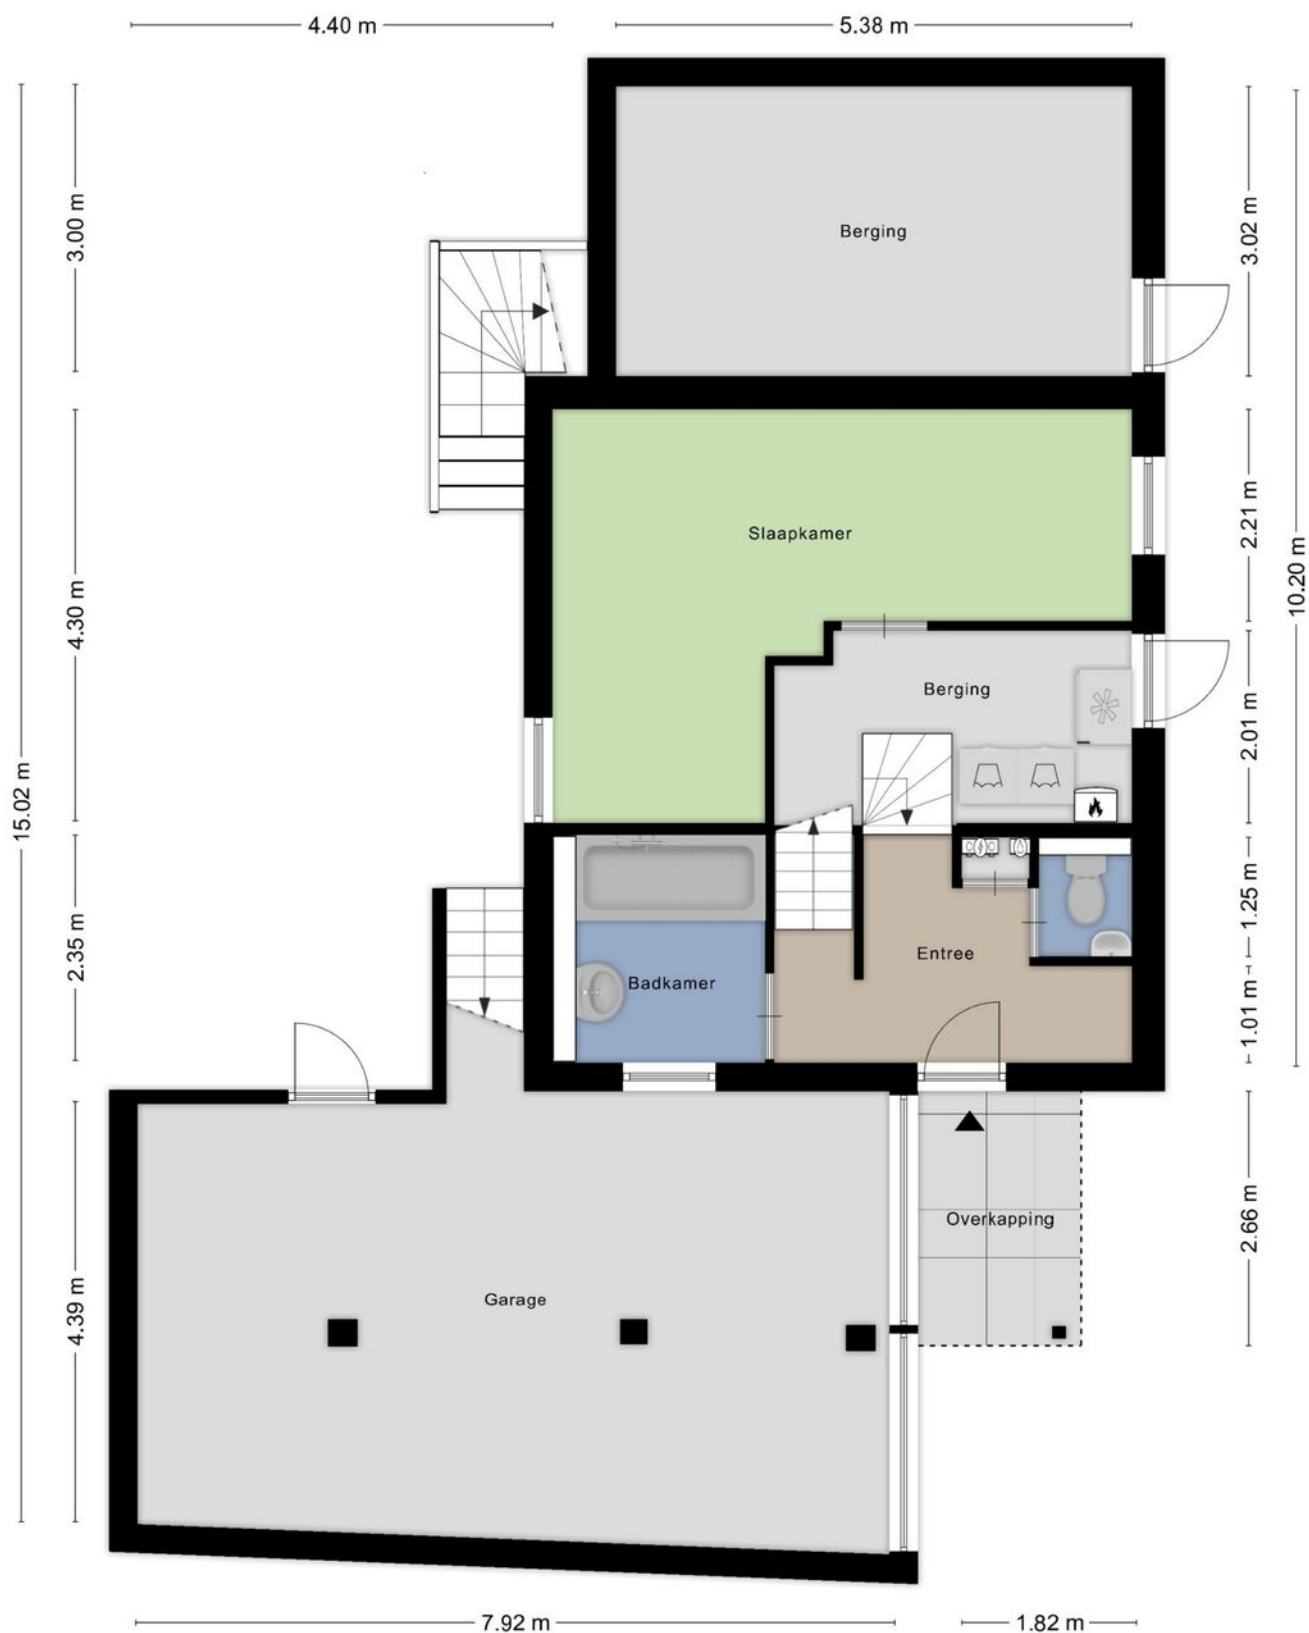 4.40 m
5.38 m
3.00 m
Berging
3.02 m
Slaapkamer
2.21 m
10.20 m
4.30 m
Berging
2.01 m
15.02 m
1.25 m
2.35 m
Entree
Badkamer
1.01 m
Overkapping
2.66 m
Garage
4.39 m
7.92 m
1.82 m